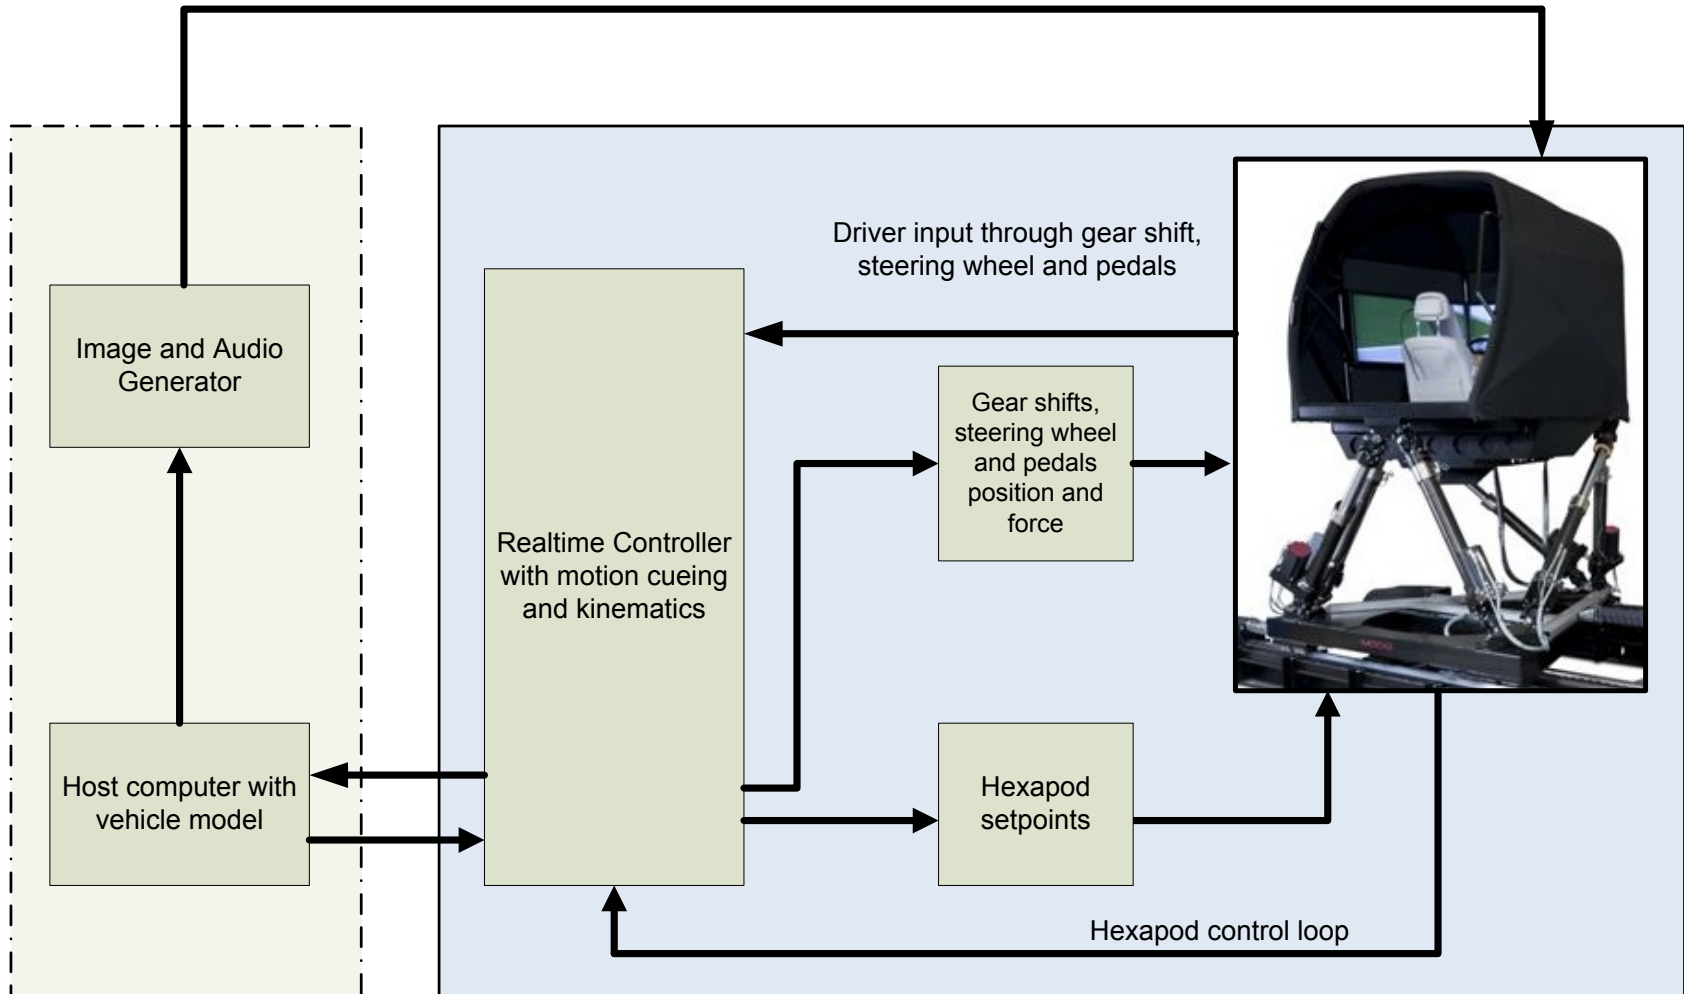 Driver input through gear shift,
steering wheel and pedals
Image and Audio
Generator
Gear shifts,
steering wheel
and pedals
position and
force
Realtime Controller
with motion cueing
and kinematics
Host computer with
vehicle model
Hexapod
setpoints
Hexapod control loop
MOOG